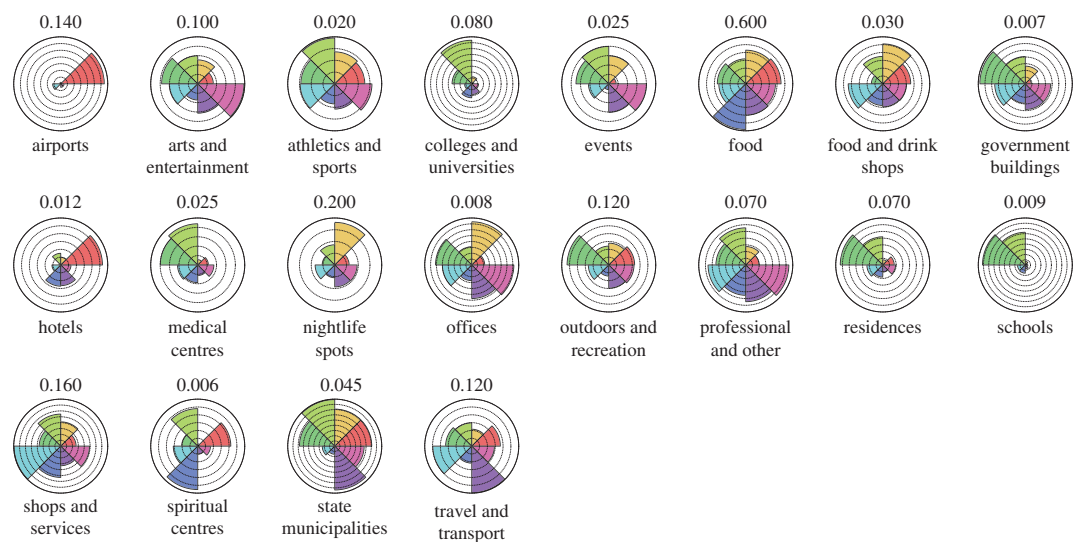 0.140 0.100 0.020 0.080 0.025 0.600 0.030 0.007
airports arts and athletics and colleges and events food food and drink government
entertainment sports universities shops buildings
0.012 0.025 0.200 0.008 0.120 0.070 0.070 0.009
hotels medical nightlife offices outdoors and professional residences schools
centres spots recreation and other
0.160 0.006 0.045 0.120
shops and spiritual state travel and
services centres municipalities transport